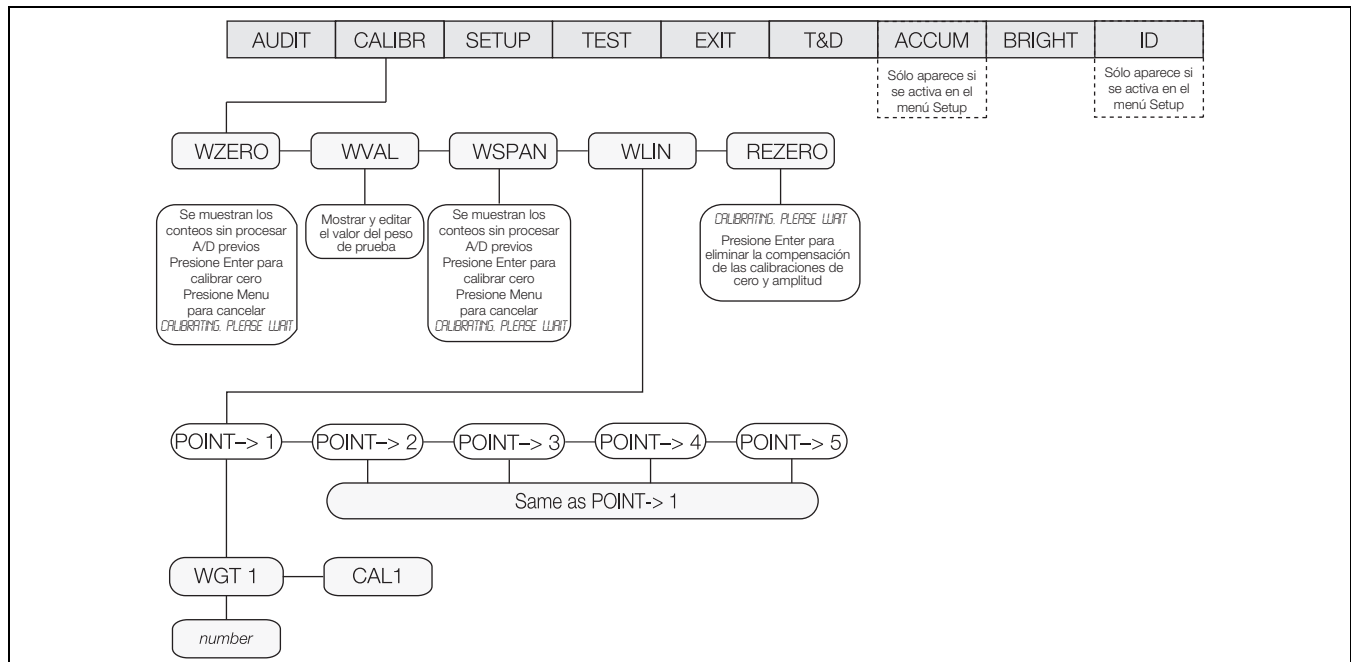 AUDIT CALIBR SETUP TEST EXIT T&D ACCUM BRIGHT ID
Sólo aparece si
se activa en el
menú Setup
Sólo aparece si
se activa en el
menú Setup
WZERO WVAL WSPAN WLIN REZERO
Se muestran los
conteos sin procesar
A/D previos
Presione Enter para
calibrar cero
Presione Menu
para cancelar
CALIBRATING. PLEASE WAIT
Mostrar y editar
el valor del peso
de prueba
Se muestran los
conteos sin procesar
A/D previos
Presione Enter para
calibrar cero
Presione Menu
para cancelar
CALIBRATING. PLEASE WAIT
CALIBRATING. PLEASE WAIT
Presione Enter para
eliminar la compensación
de las calibraciones de
cero y amplitud
POINT–> 1 POINT–> 2 POINT–> 3 POINT–> 4 POINT–> 5
Same as POINT-> 1
WGT 1 CAL1
number